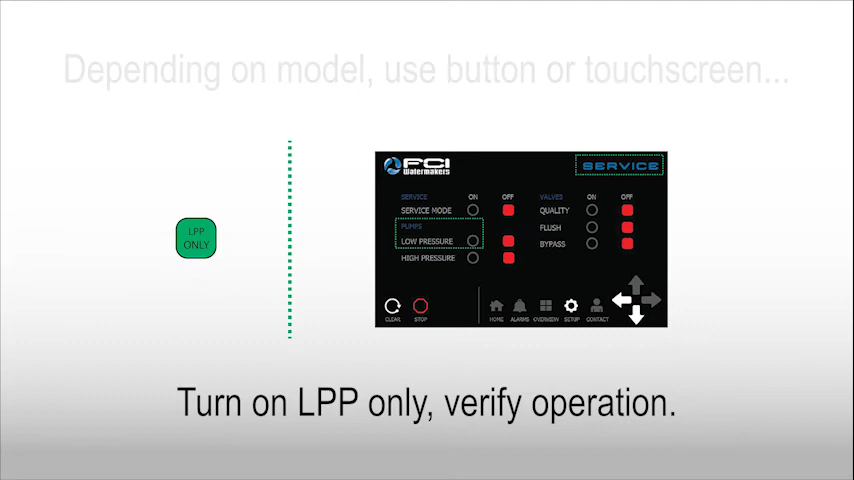 Depending on model, use button or touchscreen...
LPP
ONLY
FCI
Watermakers
SERVICE
SERVICE ON OFF VALVES ON OFF
SERVICE MODE QUALITY
PUMPS FLUSH
LOW PRESSURE BYPASS
HIGH PRESSURE
CLEAR STOP HOME ALARMS OVERVIEW SETUP CONTACT
Turn on LPP only, verify operation.